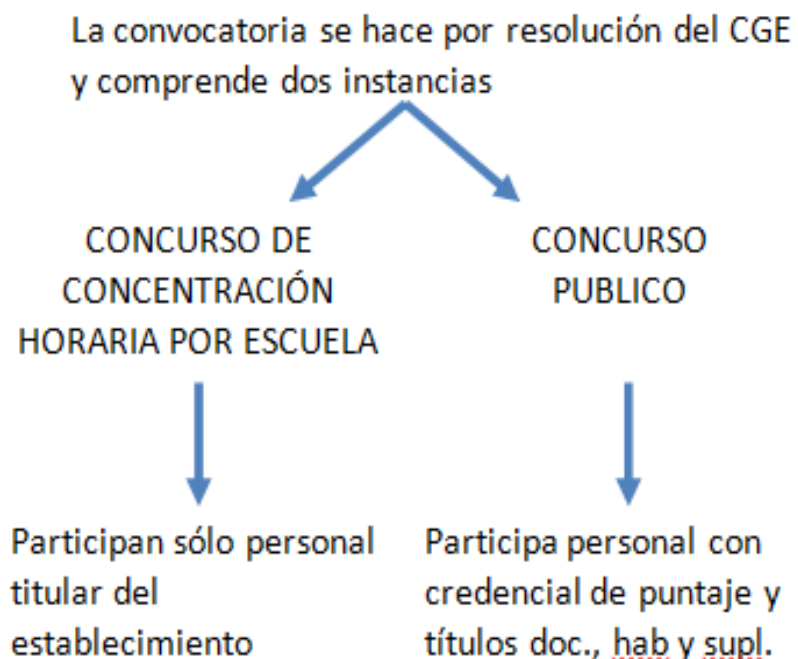 La convocatoria se hace por resolución del CGE
y comprende dos instancias
CONCURSO DE
CONCENTRACIÓN
HORARIA POR ESCUELA
CONCURSO
PUBLICO
Participan sólo personal
titular del
establecimiento
Participa personal con
credencial de puntaje y
títulos doc., hab y supl.